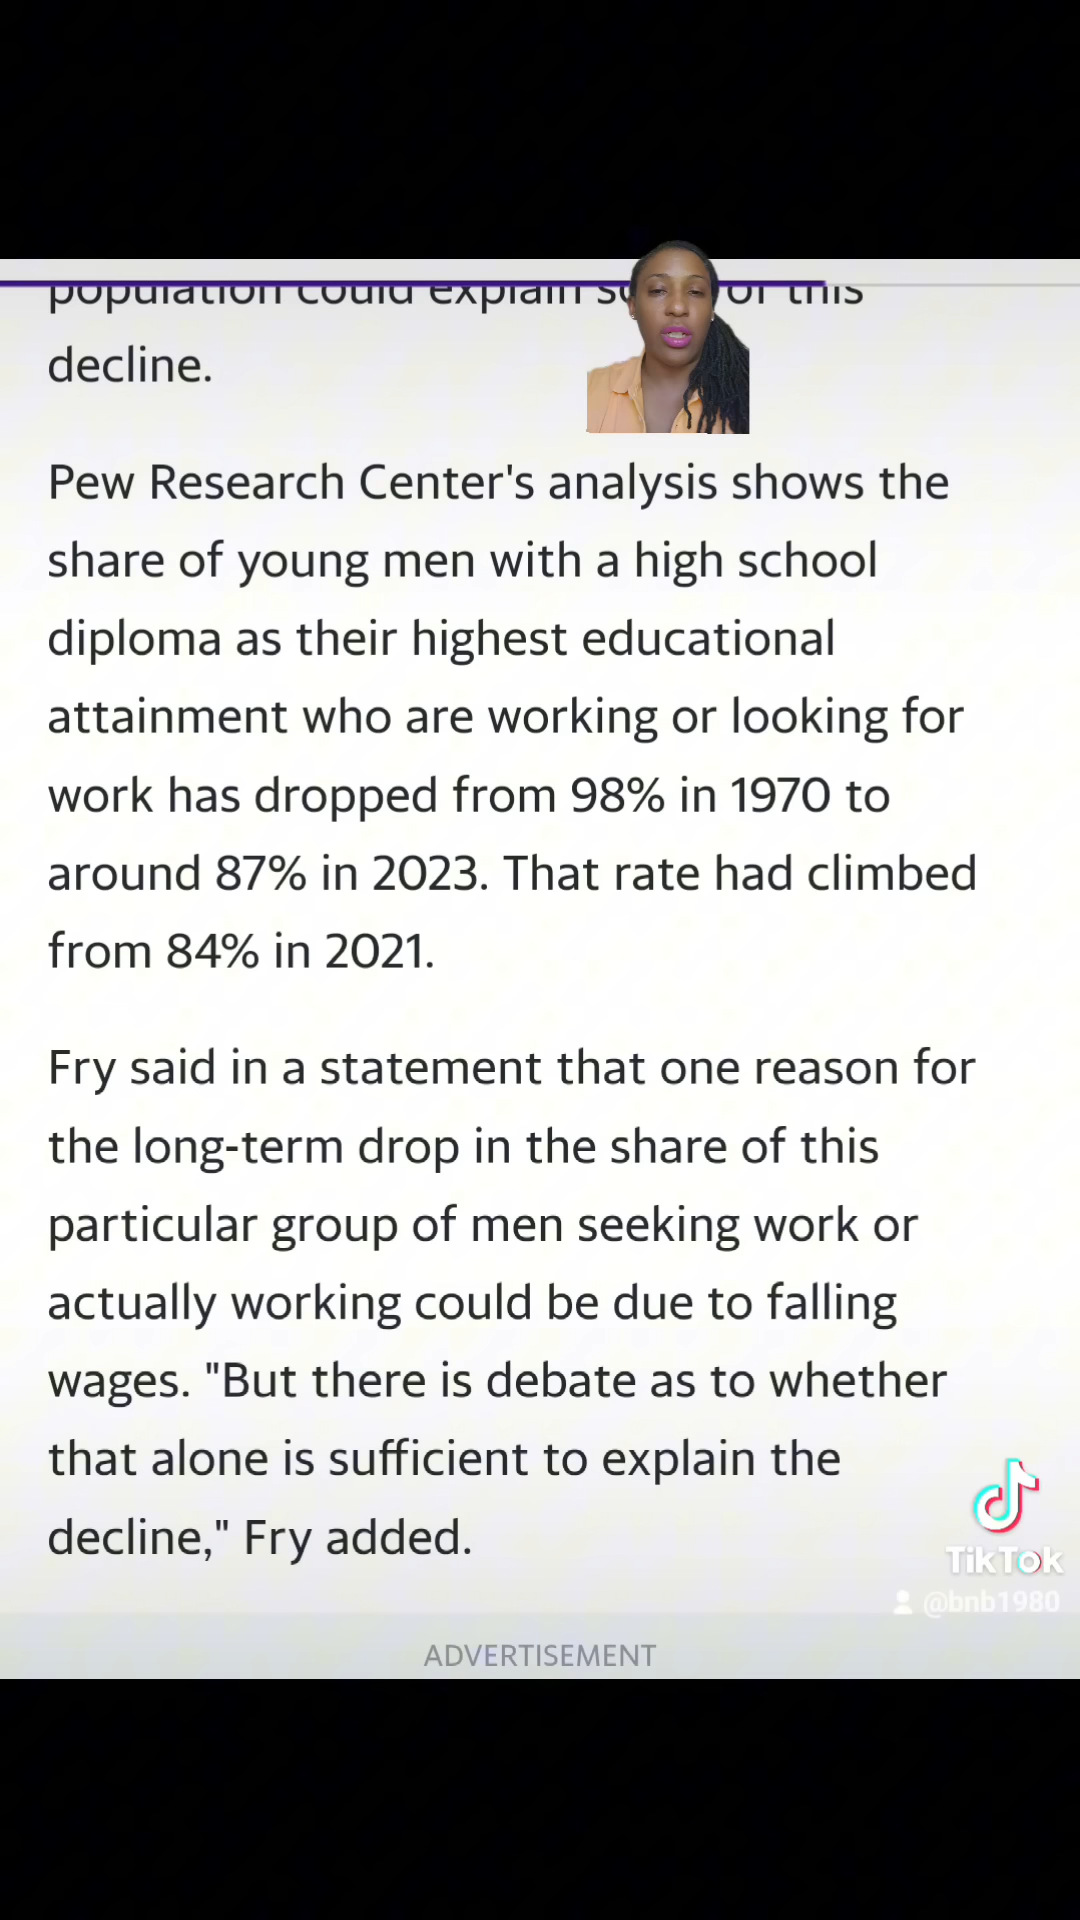 population could explain of this
decline.
Pew Research Center's analysis shows the
share of young men with a high school
diploma as their highest educational
attainment who are working or looking for
work has dropped from 98% in 1970 to
around 87% in 2023. That rate had climbed
from 84% in 2021.
Fry said in a statement that one reason for
the long-term drop in the share of this
particular group of men seeking work or
actually working could be due to falling
wages. "But there is debate as to whether
that alone is sufficient to explain the
decline," Fry added.
TikTok
@bnb1980
ADVERTISEMENT